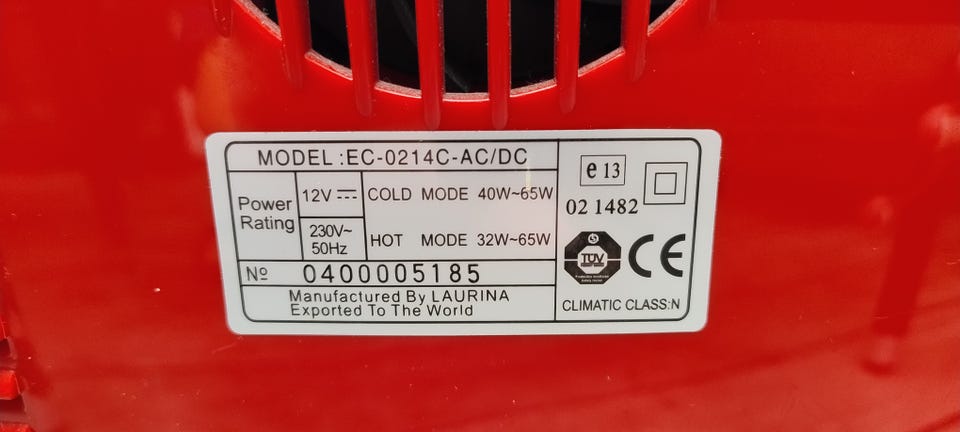 MODEL :EC-0214C-AC/DC
Power Rating
12V
230V~
50Hz
COLD MODE 40W~65W
HOT MODE 32W~65W
Nº 0400005185
Manufactured By LAURINA
Exported To The World
e 13
02 1482
TÜV
CE
CLIMATIC CLASS:N